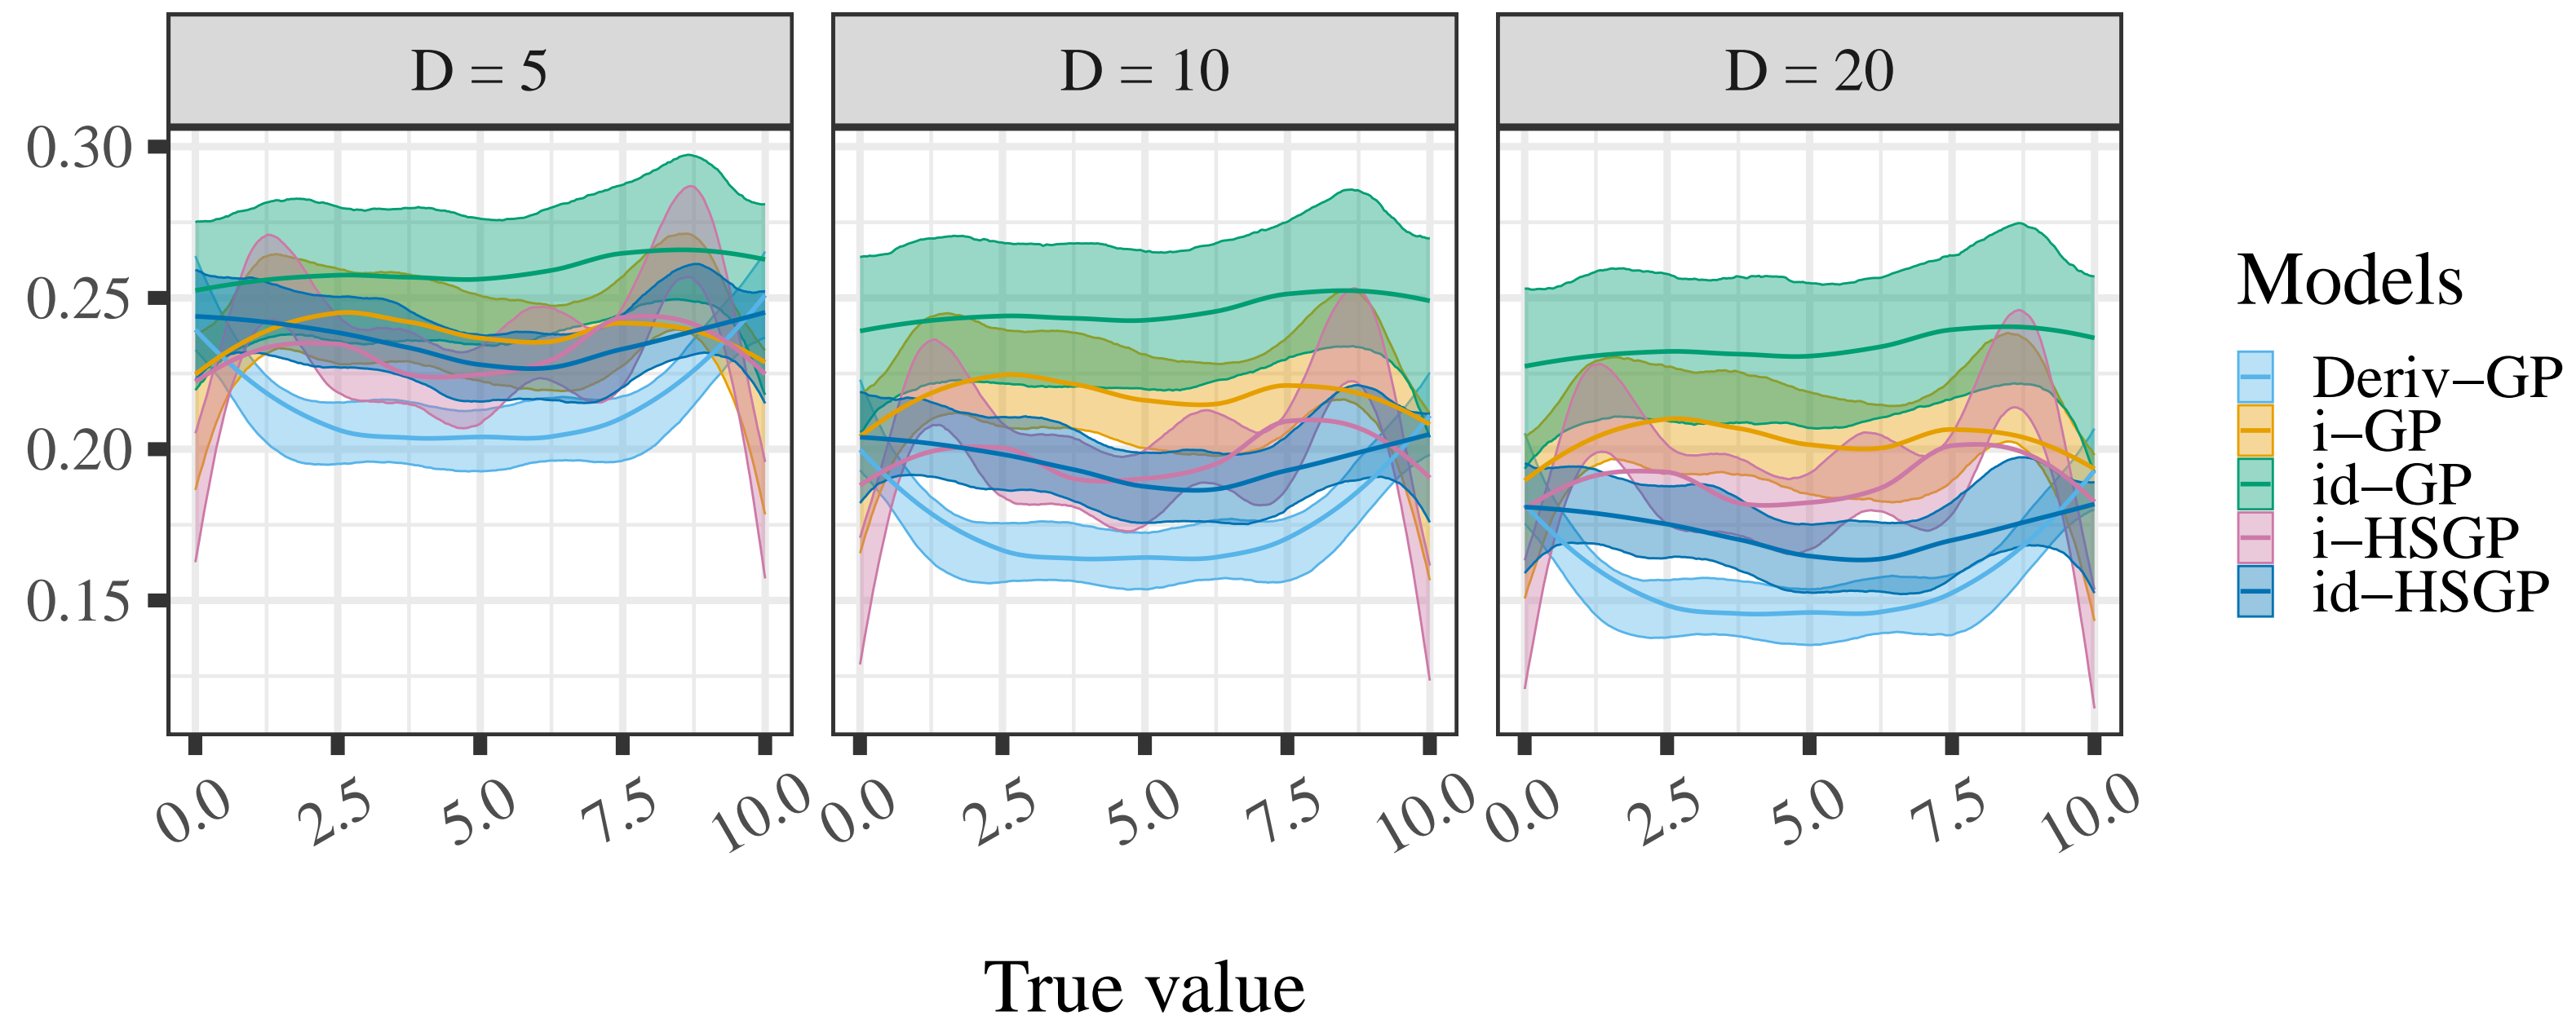 D = 5
D = 10
D = 20
0.30
0.25
0.20
0.15
0.0 2.5 5.0 7.5 10.0
0.0 2.5 5.0 7.5 10.0
0.0 2.5 5.0 7.5 10.0
True value
Models
Deriv−GP
i−GP
id−GP
i−HSGP
id−HSGP